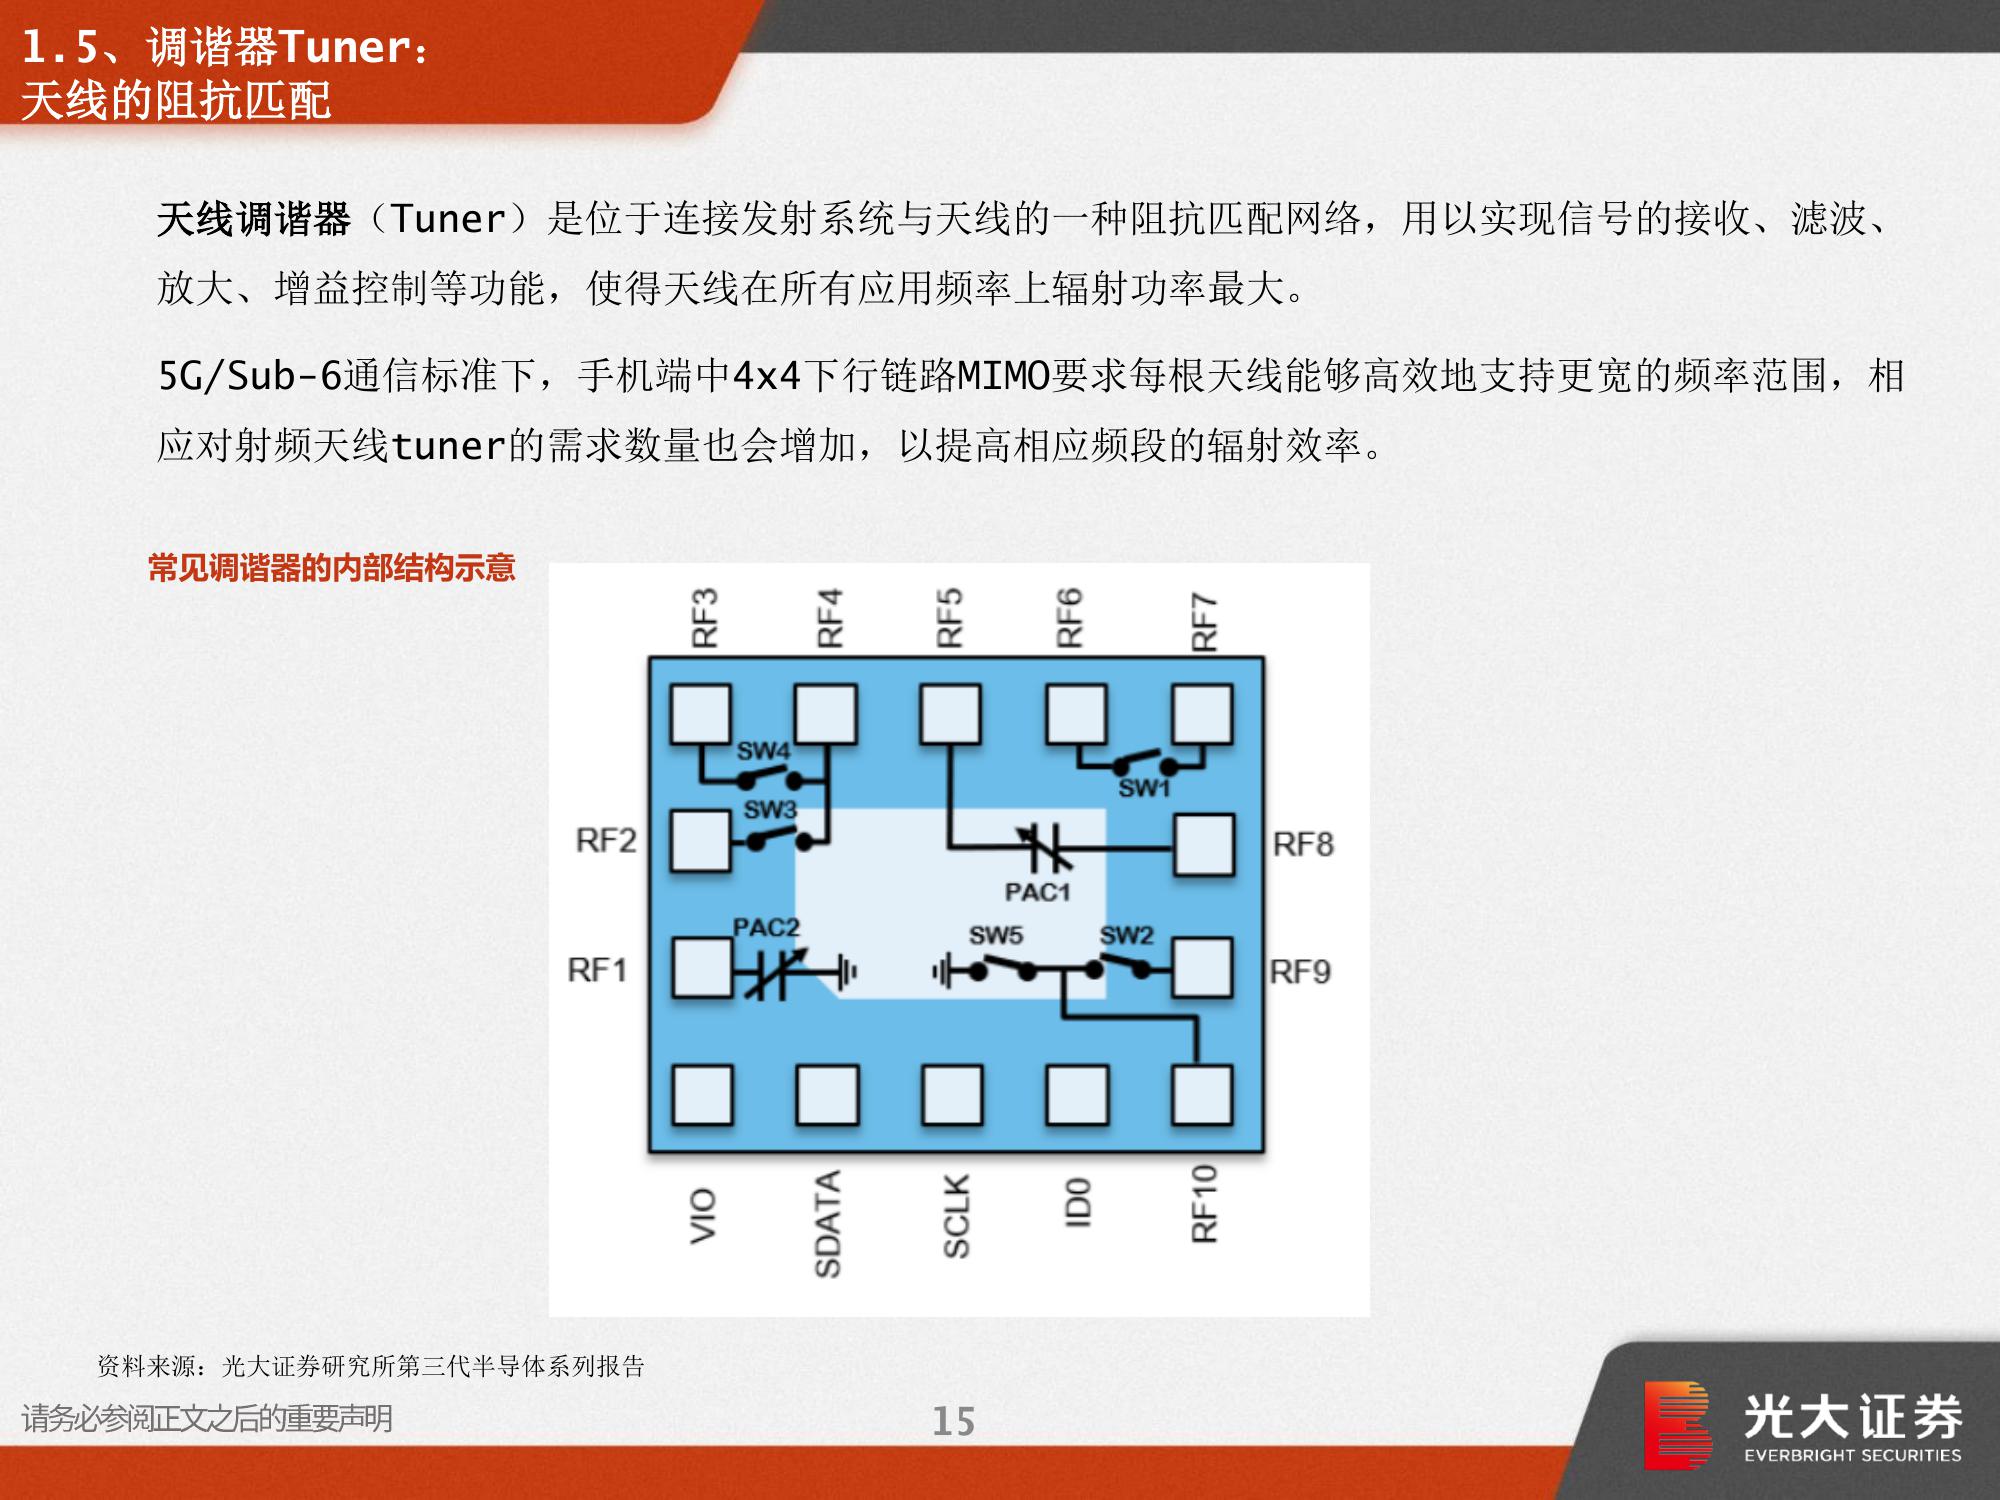 1.5、调谐器Tuner：
天线的阻抗匹配
天线调谐器（Tuner）是位于连接发射系统与天线的一种阻抗匹配网络，用以实现信号的接收、滤波、
放大、增益控制等功能，使得天线在所有应用频率上辐射功率最大。
5G/Sub-6通信标准下，手机端中4x4下行链路MIMO要求每根天线能够高效地支持更宽的频率范围，相
应对射频天线tuner的需求数量也会增加，以提高相应频段的辐射效率。
常见调谐器的内部结构示意
RF3 RF4 RF5 RF6 RF7
SW4
SW1
SW3
RF2 RF8
PAC1
PAC2 SW5 SW2
RF1 RF9
VIO SDATA SCLK ID0 RF10
资料来源：光大证券研究所第三代半导体系列报告
请务必参阅正文之后的重要声明
15
光大证券
EVERBRIGHT SECURITIES